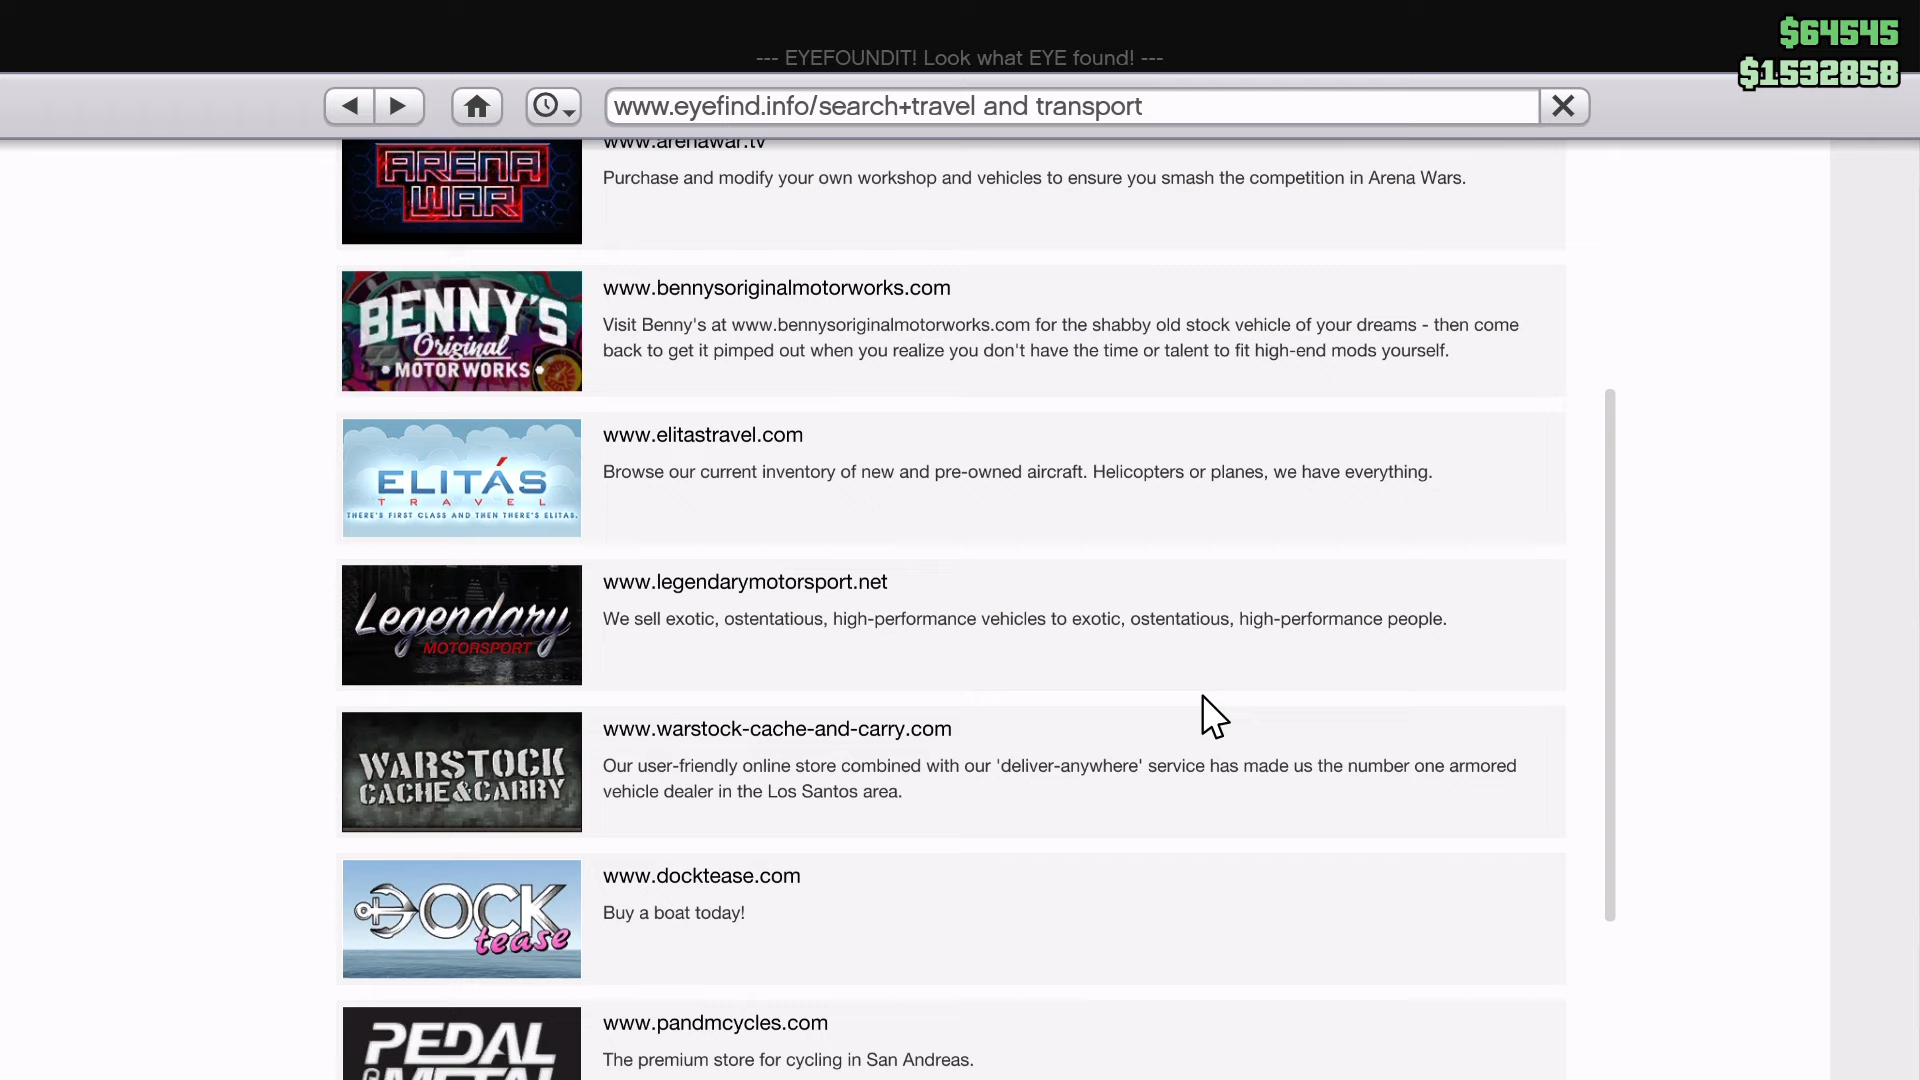 $64545
--- EYEFOUNDIT! Look what EYE found! ---
$1532858
www.eyefind.info/search+travel and transport
www.arenawar.tv
ARENA
WAR
Purchase and modify your own workshop and vehicles to ensure you smash the competition in Arena Wars.
BENNY'S
Original
MOTOR WORKS
www.bennysoriginalmotorworks.com
Visit Benny's at www.bennysoriginalmotorworks.com for the shabby old stock vehicle of your dreams - then come
back to get it pimped out when you realize you don't have the time or talent to fit high-end mods yourself.
ELITÁS
TRAVEL
THERE'S FIRST CLASS AND THEN THERE'S ELITAS.
www.elitastravel.com
Browse our current inventory of new and pre-owned aircraft. Helicopters or planes, we have everything.
Legendary
MOTORSPORT
www.legendarymotorsport.net
We sell exotic, ostentatious, high-performance vehicles to exotic, ostentatious, high-performance people.
WARSTOCK
CACHE&CARRY
www.warstock-cache-and-carry.com
Our user-friendly online store combined with our 'deliver-anywhere' service has made us the number one armored
vehicle dealer in the Los Santos area.
DOCK
tease
www.docktease.com
Buy a boat today!
PEDAL
METAL
www.pandmcycles.com
The premium store for cycling in San Andreas.